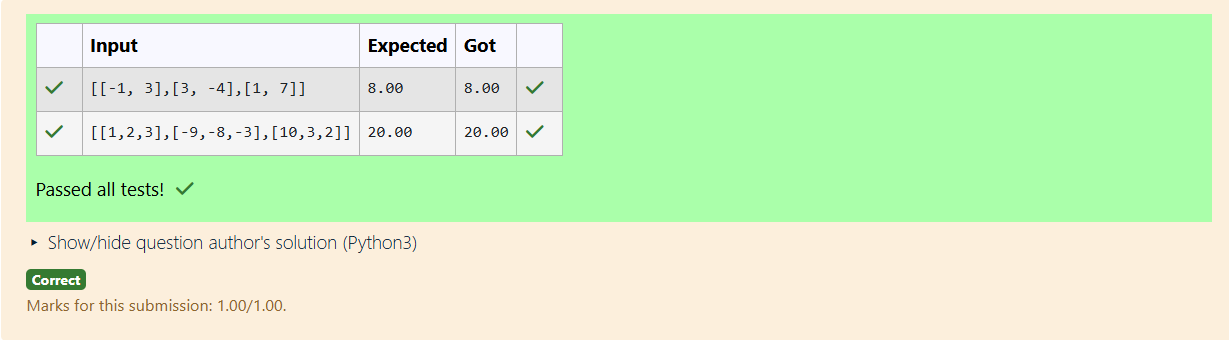 Input Expected Got
[[-1, 3],[3, -4],[1, 7]] 8.00 8.00
[[1,2,3],[-9,-8,-3],[10,3,2]] 20.00 20.00
Passed all tests!
Show/hide question author's solution (Python3)
Correct
Marks for this submission: 1.00/1.00.